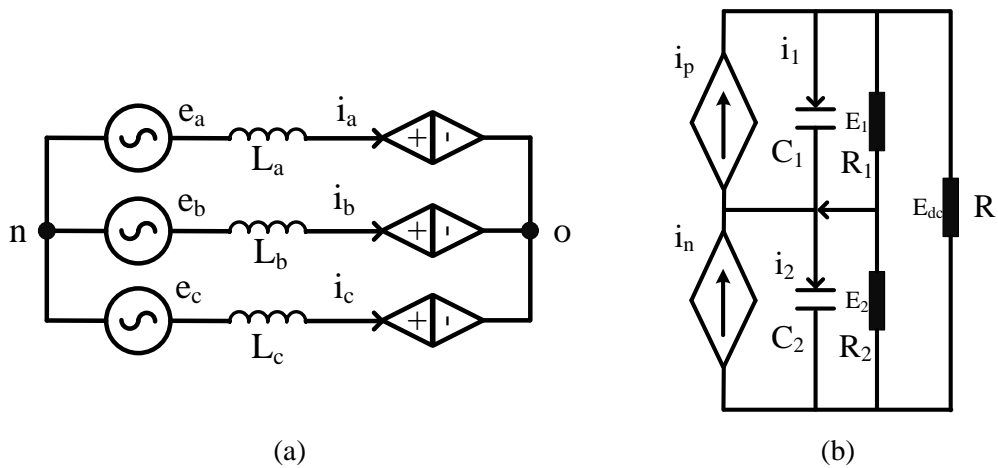 e_a
i_a
+ -
L_a
n
e_b
i_b
+ -
o
L_b
e_c
i_c
+ -
L_c
(a)
i_p
i_1
C_1
E_1
R_1
E_dc
R
i_n
i_2
C_2
E_2
R_2
(b)